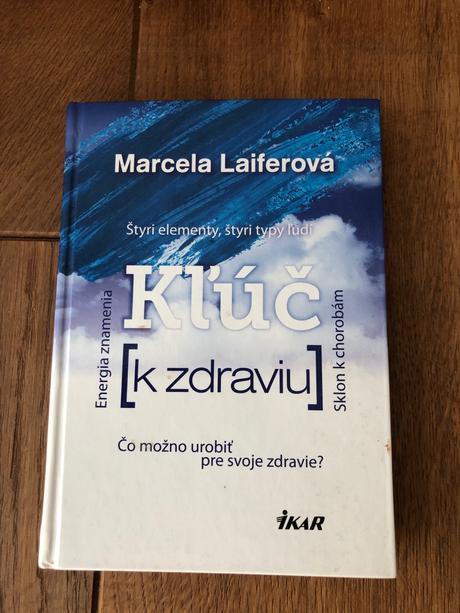 Marcela Laiferová
Štyri elementy, štyri typy ľudí
Kľúč
[k zdraviu]
Energia znamenia
Sklon k chorobám
Čo možno urobiť
pre svoje zdravie?
iKAR